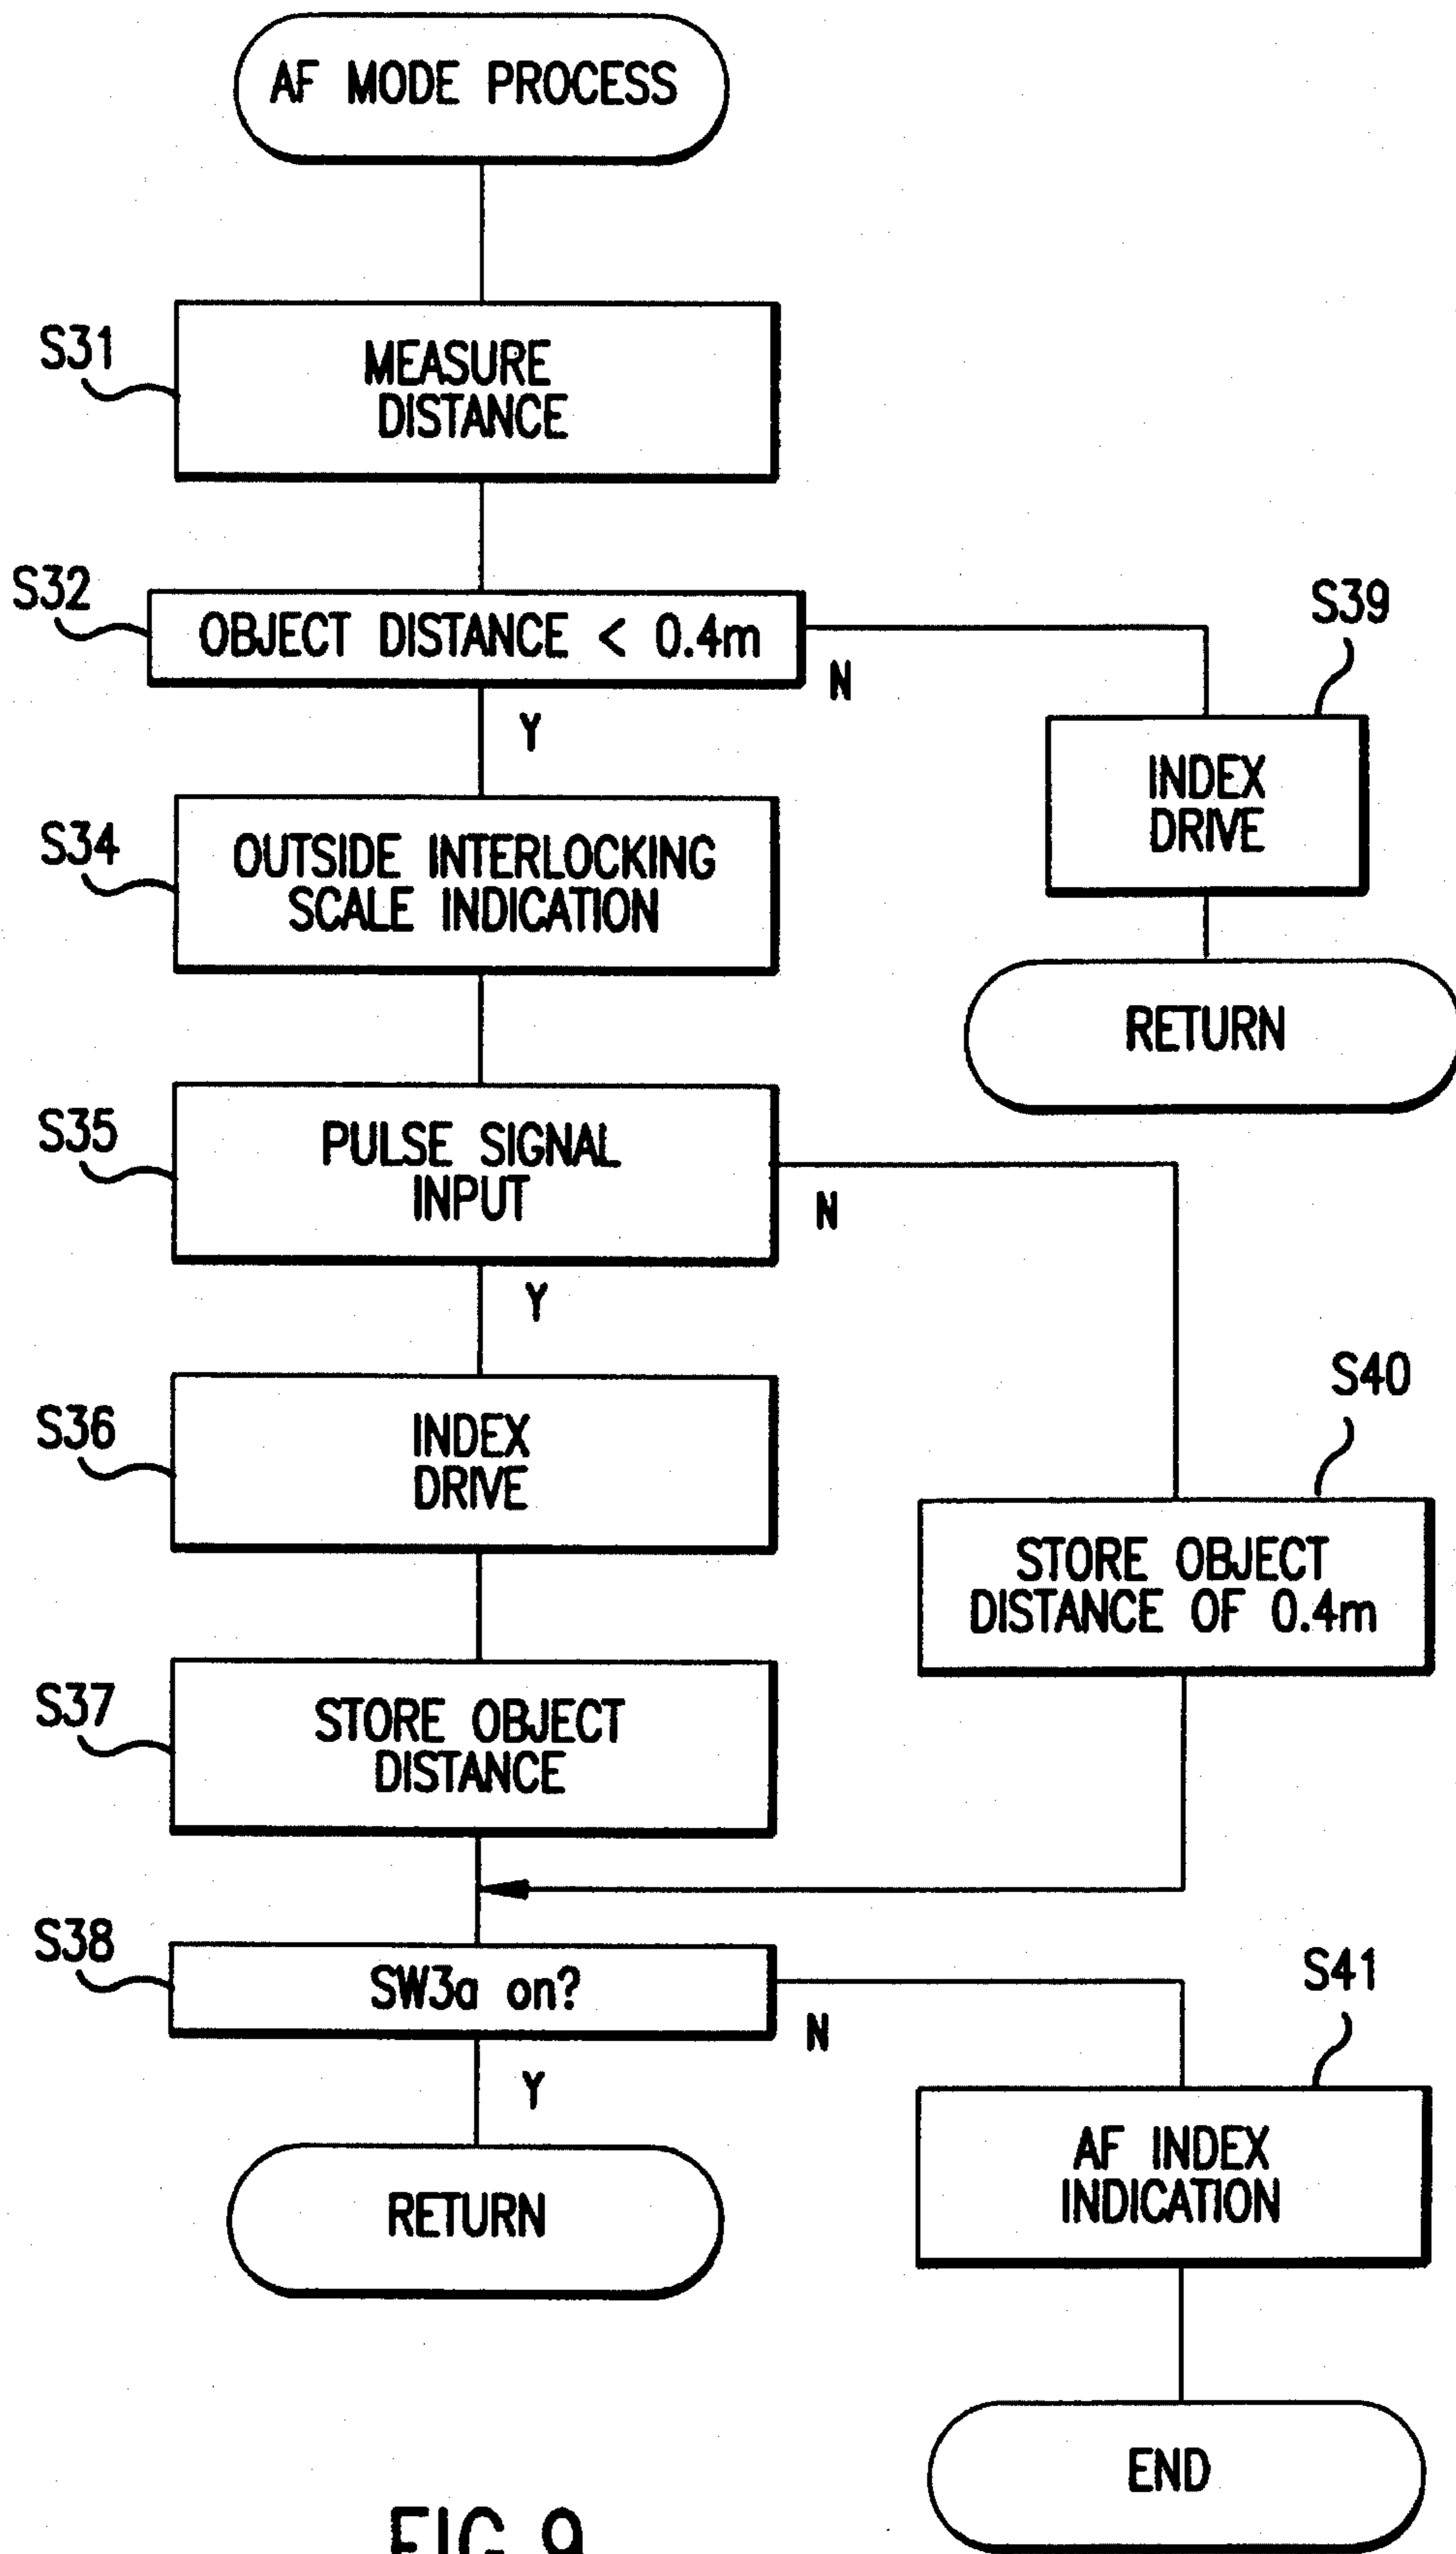 AF MODE PROCESS
S31
MEASURE
DISTANCE
S32
OBJECT DISTANCE < 0.4m
N
Y
S39
INDEX
DRIVE
RETURN
S34
OUTSIDE INTERLOCKING
SCALE INDICATION
S35
PULSE SIGNAL
INPUT
N
Y
S36
INDEX
DRIVE
S40
STORE OBJECT
DISTANCE OF 0.4m
S37
STORE OBJECT
DISTANCE
S38
SW3a on?
N
Y
RETURN
S41
AF INDEX
INDICATION
END
FIG.9